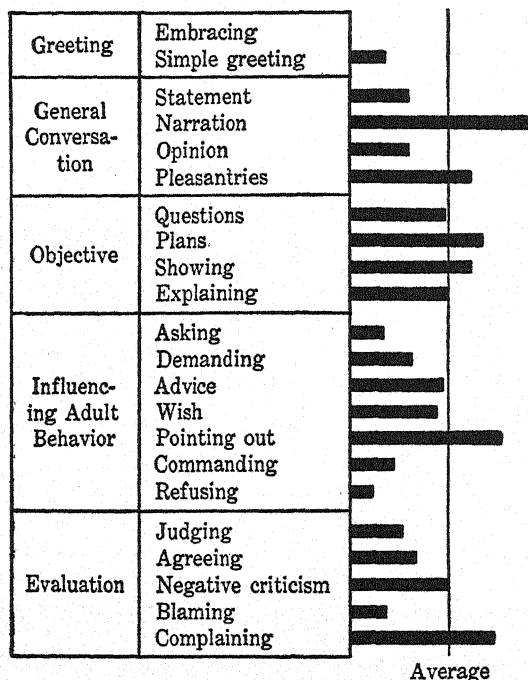 Greeting
Embracing
Simple greeting
General
Conversa-
tion
Statement
Narration
Opinion
Pleasantries
Objective
Questions
Plans
Showing
Explaining
Influenc-
ing Adult
Behavior
Asking
Demanding
Advice
Wish
Pointing out
Commanding
Refusing
Evaluation
Judging
Agreeing
Negative criticism
Blaming
Complaining
Average